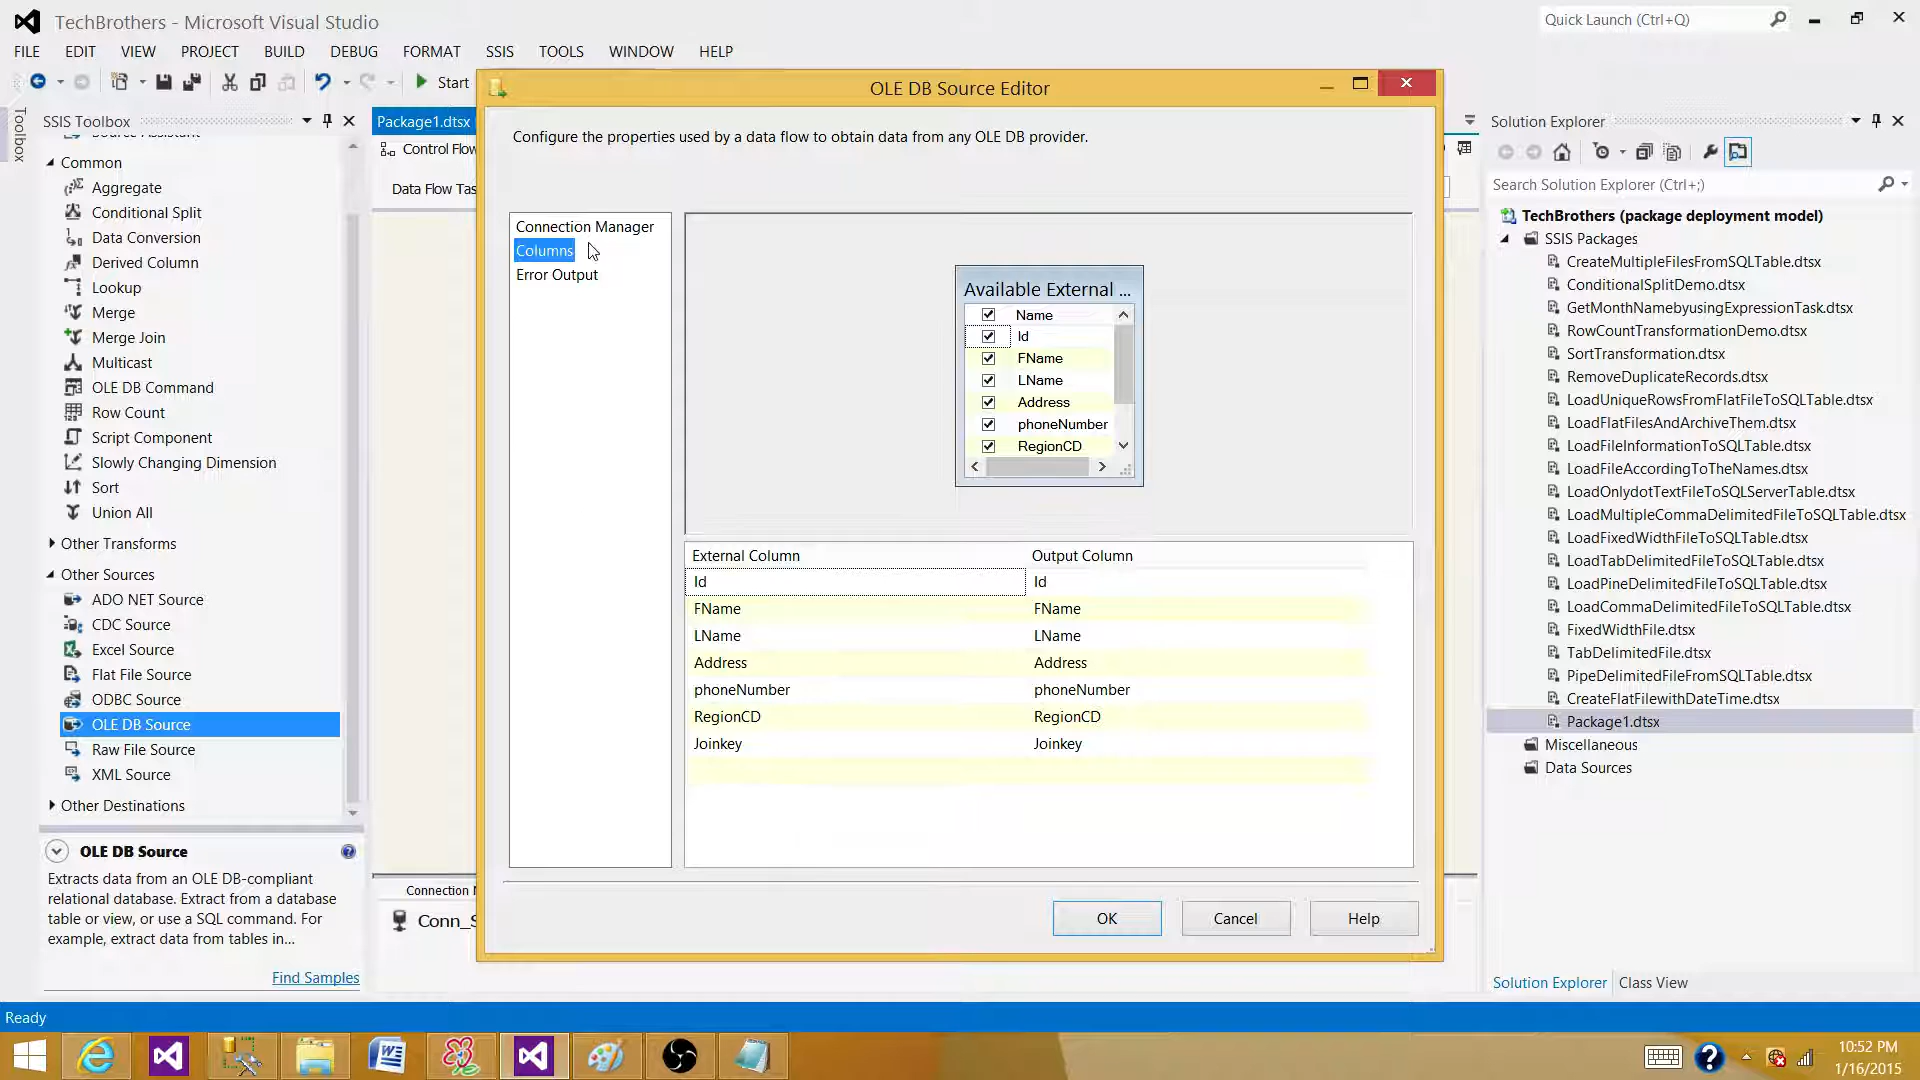 TechBrothers - Microsoft Visual Studio
Quick Launch (Ctrl+Q)
FILE EDIT VIEW PROJECT BUILD DEBUG FORMAT SSIS TOOLS WINDOW HELP
Start
Toolbox
SSIS Toolbox
Common
Aggregate
Conditional Split
Data Conversion
Derived Column
Lookup
Merge
Merge Join
Multicast
OLE DB Command
Row Count
Script Component
Slowly Changing Dimension
Sort
Union All
Other Transforms
Other Sources
ADO NET Source
CDC Source
Excel Source
Flat File Source
ODBC Source
OLE DB Source
Raw File Source
XML Source
Other Destinations
OLE DB Source
Extracts data from an OLE DB-compliant
relational database. Extract from a database
table or view, or use a SQL command. For
example, extract data from tables in...
Find Samples
Package1.dtsx
Control Flow
Data Flow Tas
Connection
Conn_S
OLE DB Source Editor
Configure the properties used by a data flow to obtain data from any OLE DB provider.
Connection Manager
Columns
Error Output
Available External ...
Name
Id
FName
LName
Address
phoneNumber
RegionCD
External Column Output Column
Id Id
FName FName
LName LName
Address Address
phoneNumber phoneNumber
RegionCD RegionCD
Joinkey Joinkey
OK Cancel Help
Solution Explorer
Search Solution Explorer (Ctrl+;)
TechBrothers (package deployment model)
SSIS Packages
CreateMultipleFilesFromSQLTable.dtsx
ConditionalSplitDemo.dtsx
GetMonthNamebyusingExpressionTask.dtsx
RowCountTransformationDemo.dtsx
SortTransformation.dtsx
RemoveDuplicateRecords.dtsx
LoadUniqueRowsFromFlatFileToSQLTable.dtsx
LoadFlatFilesAndArchiveThem.dtsx
LoadFileInformationToSQLTable.dtsx
LoadFileAccordingToTheNames.dtsx
LoadOnlydotTextFileToSQLServerTable.dtsx
LoadMultipleCommaDelimitedFileToSQLTable.dtsx
LoadFixedWidthFileToSQLTable.dtsx
LoadTabDelimitedFileToSQLTable.dtsx
LoadPineDelimitedFileToSQLTable.dtsx
LoadCommaDelimitedFileToSQLTable.dtsx
FixedWidthFile.dtsx
TabDelimitedFile.dtsx
PipeDelimitedFileFromSQLTable.dtsx
CreateFlatFilewithDateTime.dtsx
Package1.dtsx
Miscellaneous
Data Sources
Solution Explorer Class View
Ready
10:52 PM
1/16/2015